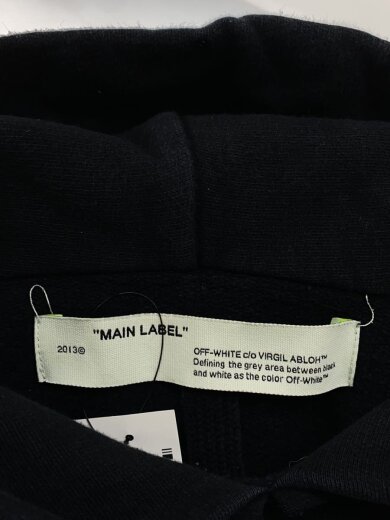 "MAIN LABEL"
2013©
OFF-WHITE c/o VIRGIL ABLOH™
Defining the grey area between black
and white as the color Off-White™